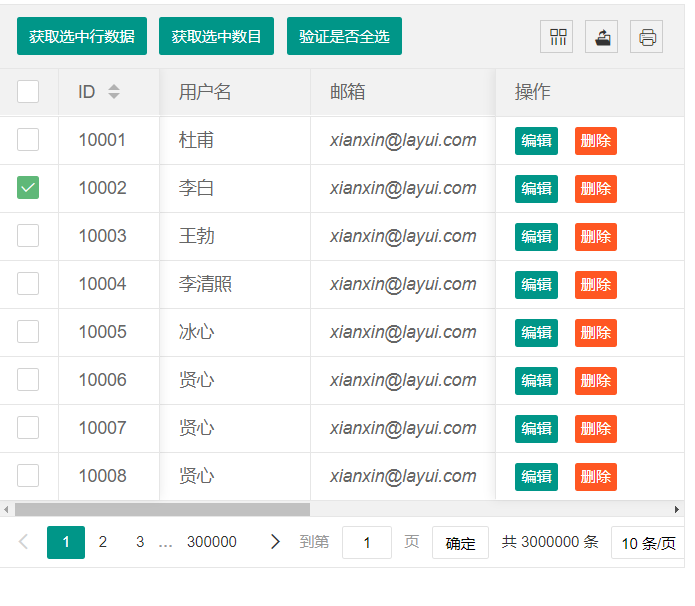 获取选中行数据 获取选中数目 验证是否全选
ID 用户名 邮箱 操作
10001 杜甫 xianxin@layui.com 编辑 删除
10002 李白 xianxin@layui.com 编辑 删除
10003 王勃 xianxin@layui.com 编辑 删除
10004 李清照 xianxin@layui.com 编辑 删除
10005 冰心 xianxin@layui.com 编辑 删除
10006 贤心 xianxin@layui.com 编辑 删除
10007 贤心 xianxin@layui.com 编辑 删除
10008 贤心 xianxin@layui.com 编辑 删除
1 2 3 … 300000 到第 1 页 确定 共 3000000 条 10 条/页